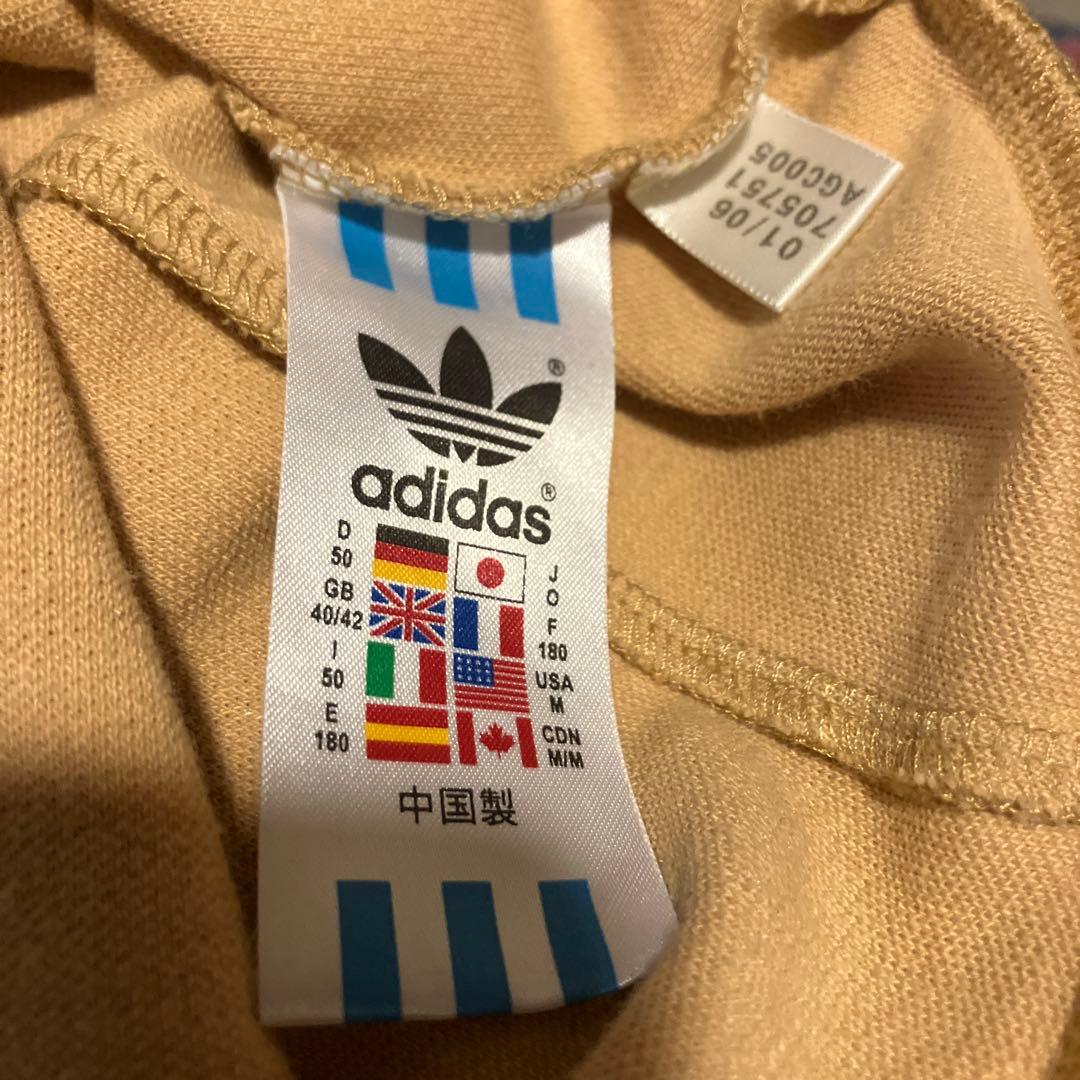 01/06
705751
AGC005
®
adidas®
D
50
GB
40/42
I
50
E
180
J
O
F
180
USA
M
CDN
M/M
中国製